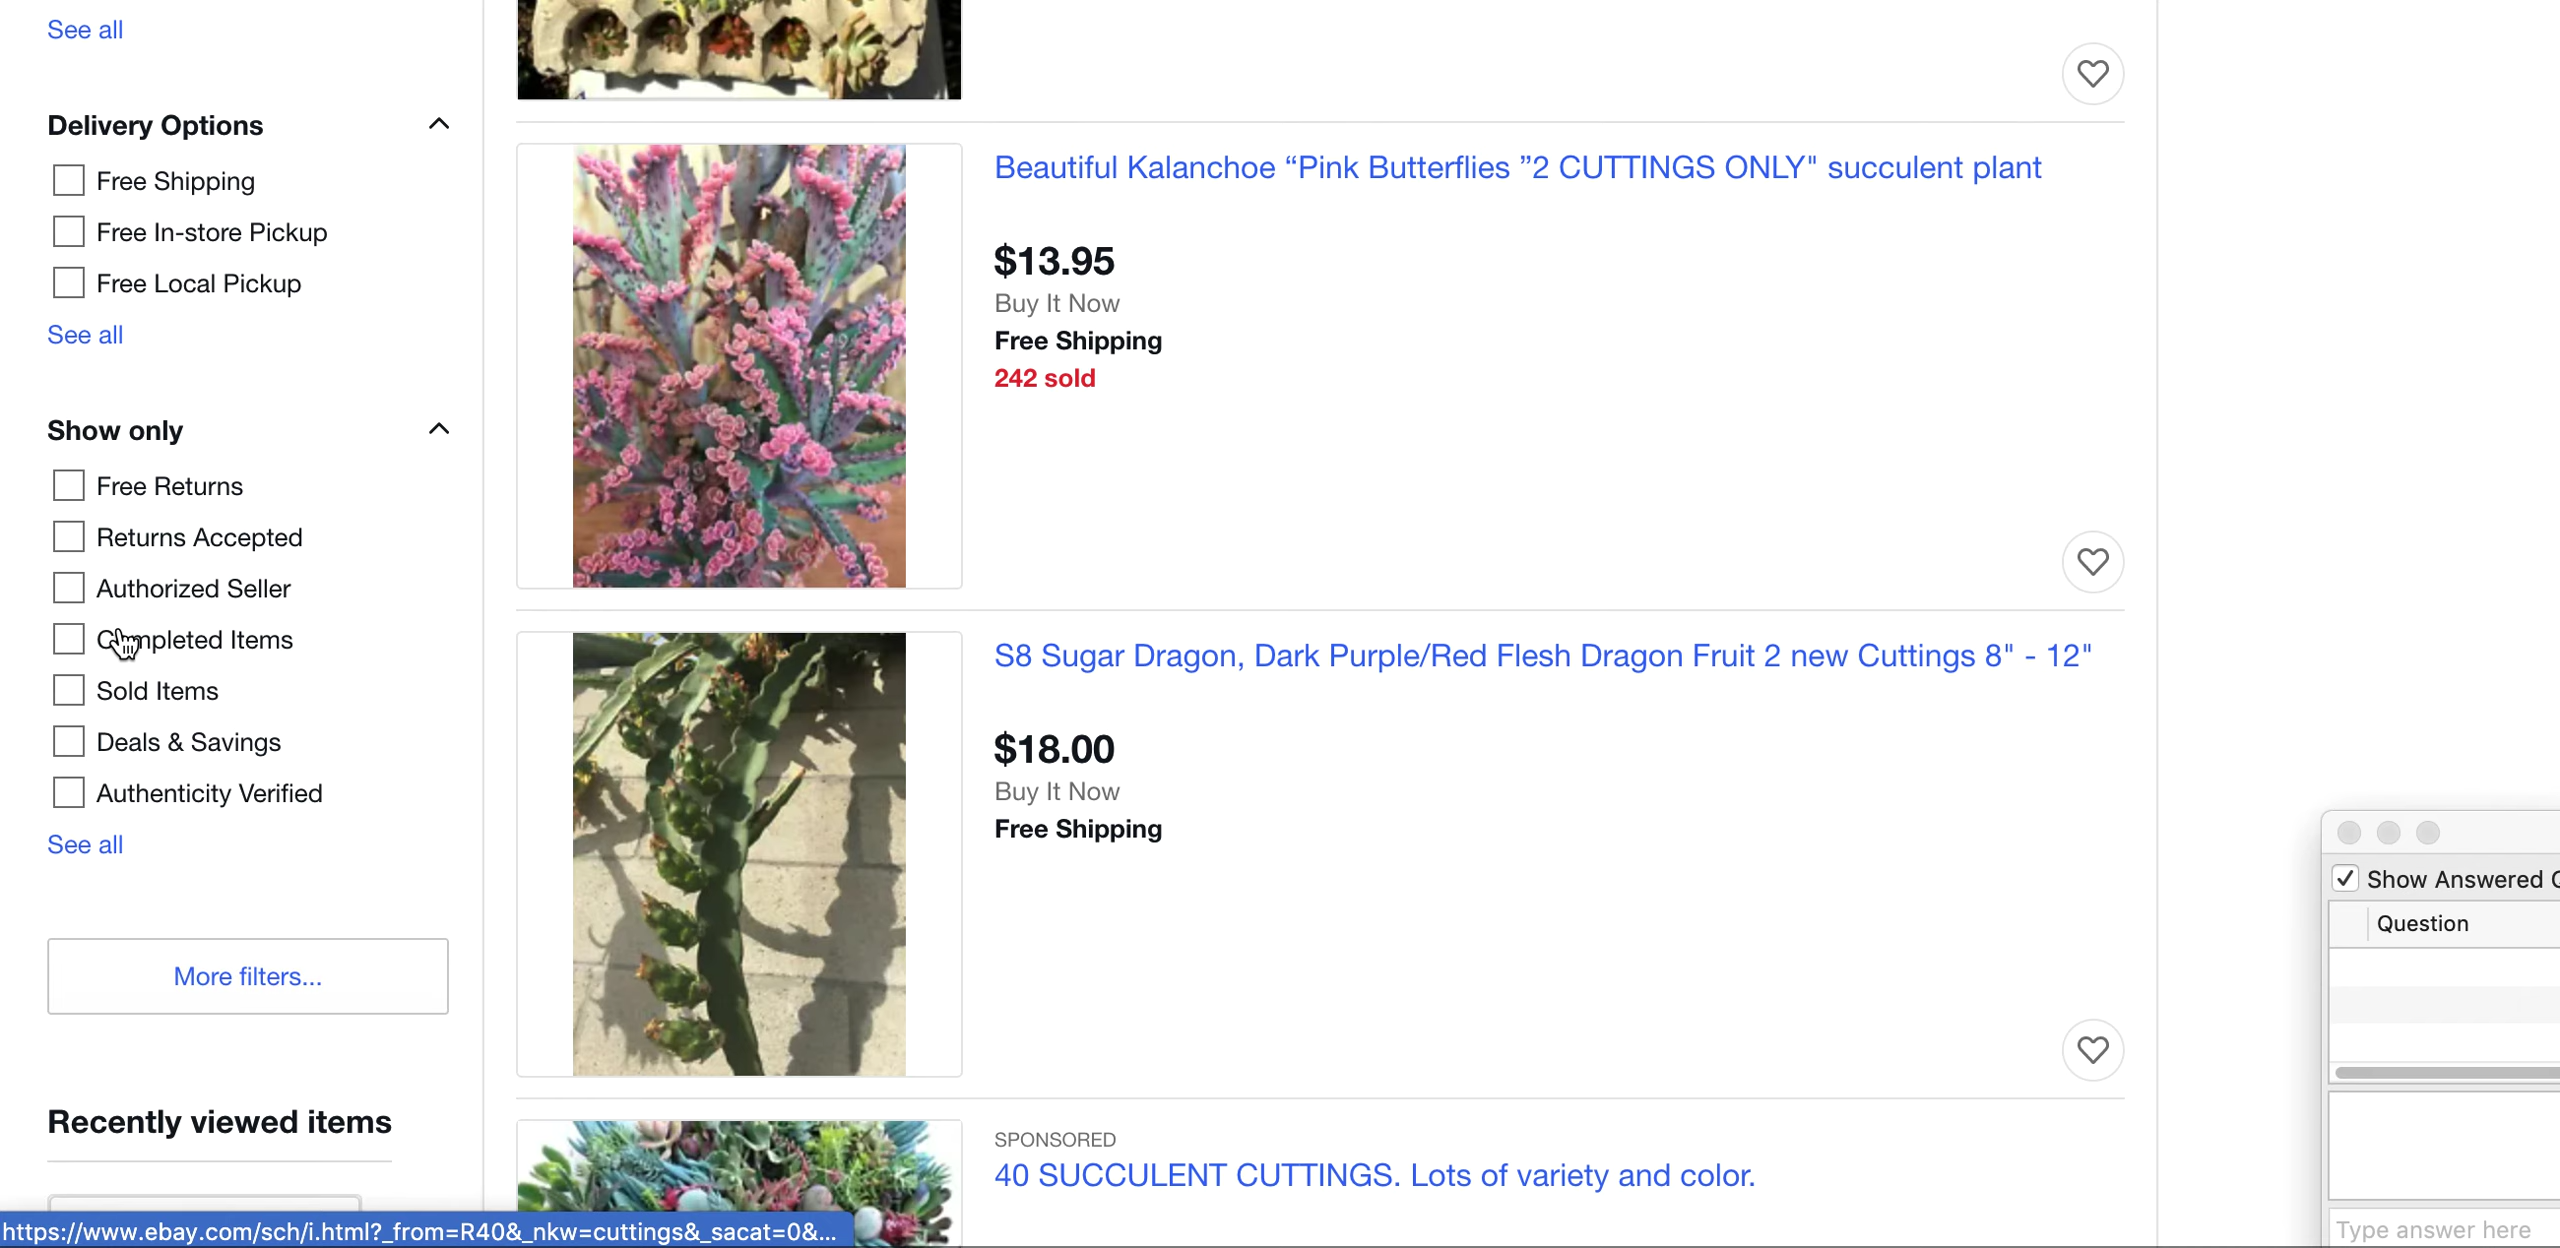 See all
Delivery Options
Free Shipping
Free In-store Pickup
Free Local Pickup
See all
Show only
Free Returns
Returns Accepted
Authorized Seller
Completed Items
Sold Items
Deals & Savings
Authenticity Verified
See all
More filters...
Recently viewed items
https://www.ebay.com/sch/i.html?_from=R40&_nkw=cuttings&_sacat=0&...
Beautiful Kalanchoe “Pink Butterflies ”2 CUTTINGS ONLY" succulent plant
$13.95
Buy It Now
Free Shipping
242 sold
S8 Sugar Dragon, Dark Purple/Red Flesh Dragon Fruit 2 new Cuttings 8" - 12"
$18.00
Buy It Now
Free Shipping
SPONSORED
40 SUCCULENT CUTTINGS. Lots of variety and color.
Show Answered
Question
Type answer here